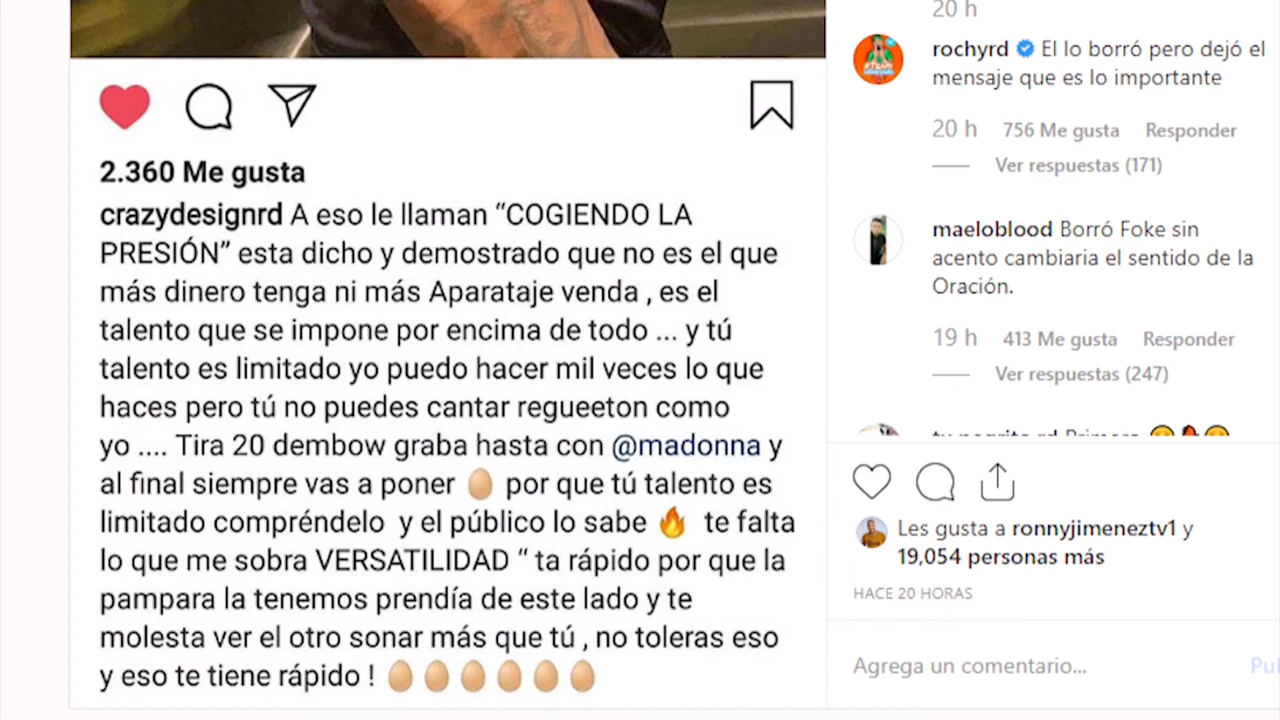 2.360 Me gusta
crazydesignrd A eso le llaman “COGIENDO LA
PRESIÓN” esta dicho y demostrado que no es el que
más dinero tenga ni más Aparataje venda , es el
talento que se impone por encima de todo ... y tú
talento es limitado yo puedo hacer mil veces lo que
haces pero tú no puedes cantar regueeton como
yo .... Tira 20 dembow graba hasta con @madonna y
al final siempre vas a poner 🥚 por que tú talento es
limitado compréndelo y el público lo sabe 🔥 te falta
lo que me sobra VERSATILIDAD “ ta rápido por que la
pampara la tenemos prendía de este lado y te
molesta ver el otro sonar más que tú , no toleras eso
y eso te tiene rápido ! 🥚🥚🥚🥚🥚🥚
20 h
rochyrd El lo borró pero dejó el
mensaje que es lo importante
20 h 756 Me gusta Responder
Ver respuestas (171)
maeloblood Borró Foke sin
acento cambiaria el sentido de la
Oración.
19 h 413 Me gusta Responder
Ver respuestas (247)
Les gusta a ronnyjimeneztv1 y
19,054 personas más
HACE 20 HORAS
Agrega un comentario...